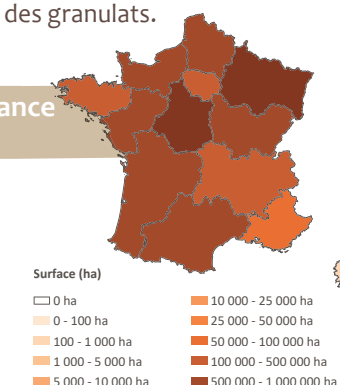 des granulats.
ance
Surface (ha)
0 ha
0 - 100 ha
100 - 1 000 ha
1 000 - 5 000 ha
5 000 - 10 000 ha
10 000 - 25 000 ha
25 000 - 50 000 ha
50 000 - 100 000 ha
100 000 - 500 000 ha
500 000 - 1 000 000 ha